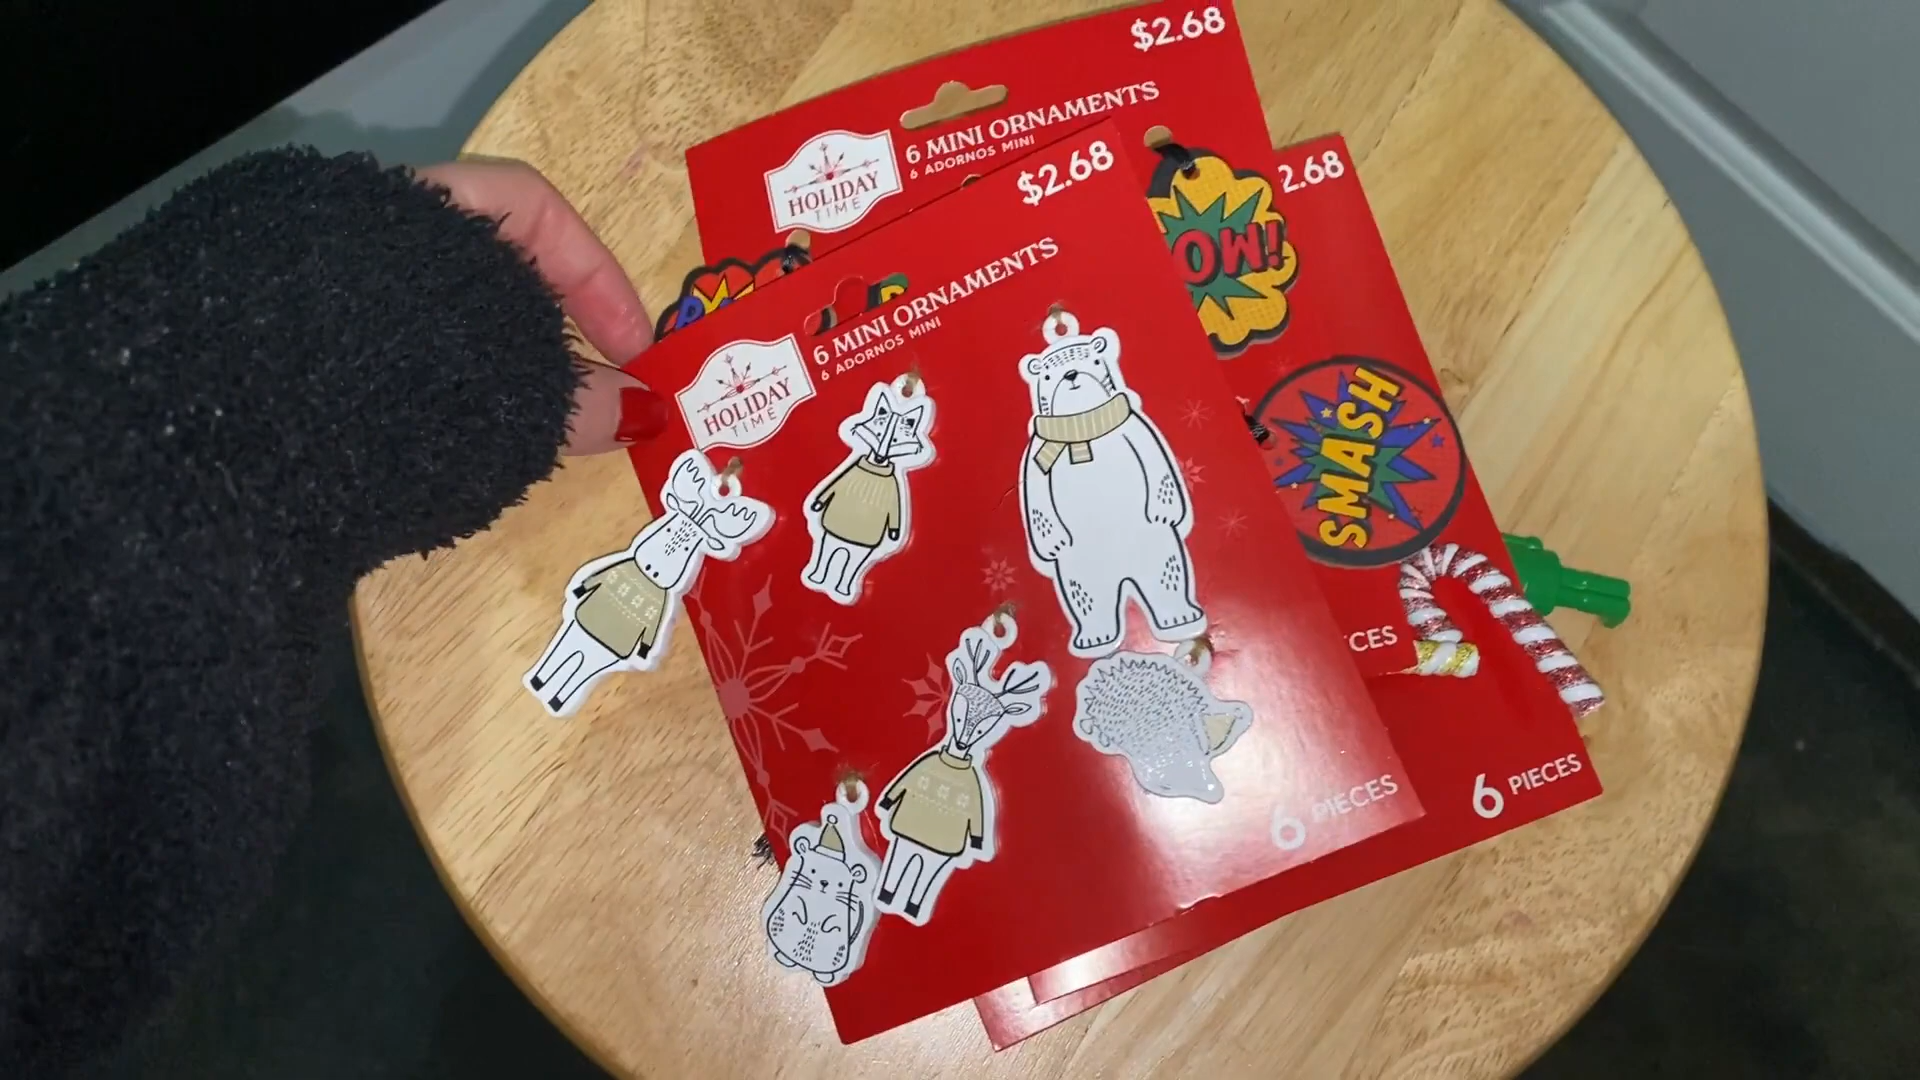 $2.68
6 MINI ORNAMENTS
6 ADORNOS MINI
HOLIDAY
TIME
$2.68
6 MINI ORNAMENTS
6 ADORNOS MINI
HOLIDAY
TIME
2.68
OW!
SMASH
CES
6 PIECES
6 PIECES